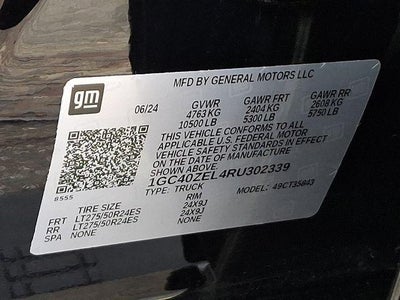 gm
MFD BY GENERAL MOTORS LLC
06/24 GVWR GAWR FRT GAWR RR
4763 KG 2404 KG 2608 KG
10500 LB 5300 LB 5750 LB
THIS VEHICLE CONFORMS TO ALL
APPLICABLE U.S. FEDERAL MOTOR
VEHICLE SAFETY STANDARDS IN EFFECT
ON THE DATE OF MANUFACTURE
SHOWN ABOVE.
1GC40ZEL4RU302339
8555 TYPE: TRUCK MODEL: 49CT35643
TIRE SIZE RIM
FRT LT275/50R24ES 24X9J
RR LT275/50R24ES 24X9J
SPA NONE NONE